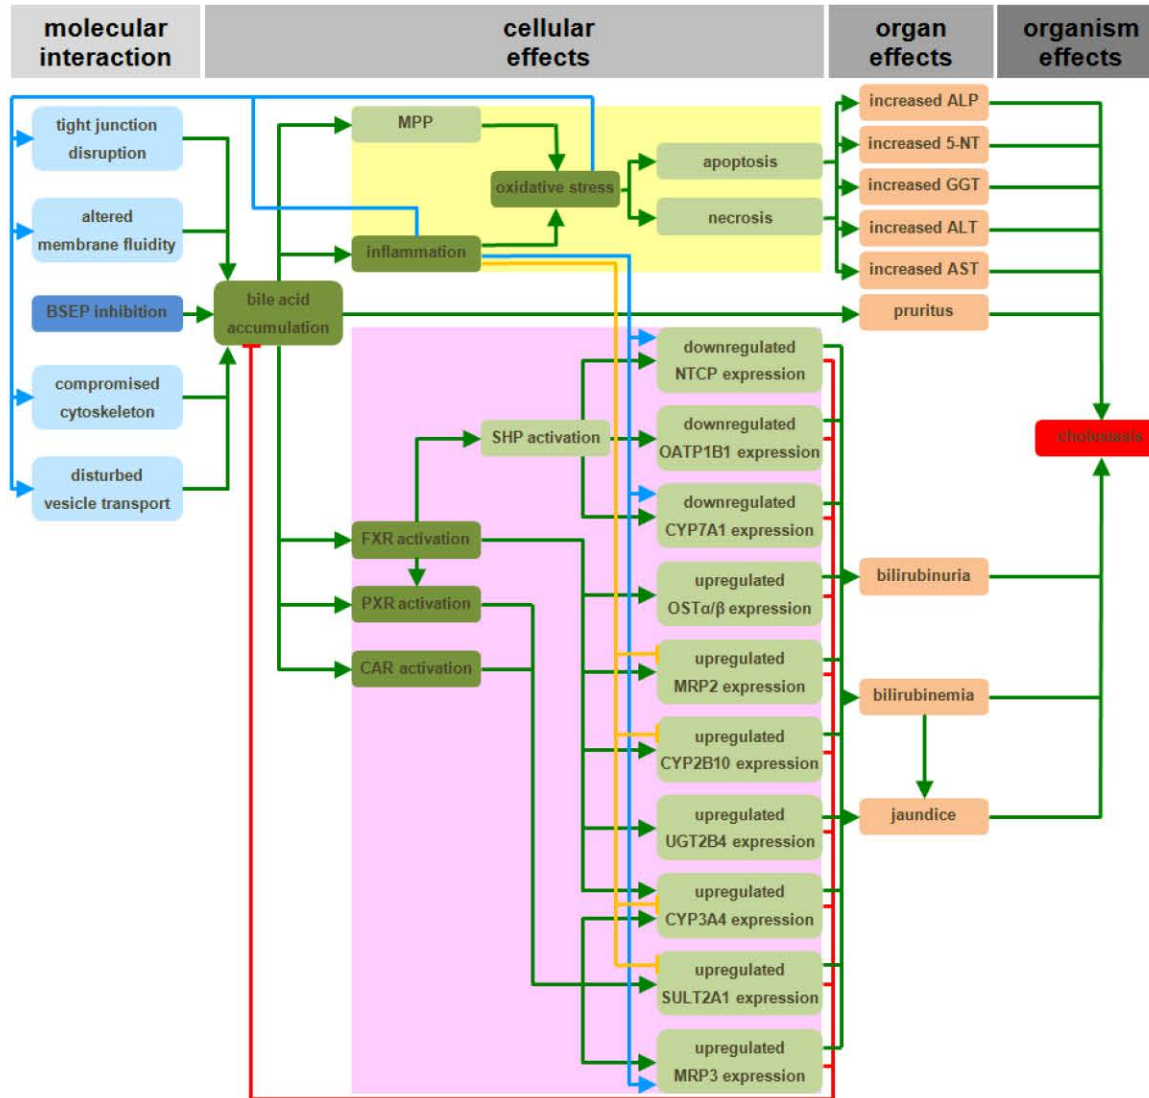 molecular
interaction
cellular
effects
organ
effects
organism
effects
tight junction
disruption
altered
membrane fluidity
BSEP inhibition
compromised
cytoskeleton
disturbed
vesicle transport
bile acid
accumulation
MPP
oxidative stress
inflammation
apoptosis
necrosis
SHP activation
FXR activation
PXR activation
CAR activation
downregulated
NTCP expression
downregulated
OATP1B1 expression
downregulated
CYP7A1 expression
upregulated
OSTα/β expression
upregulated
MRP2 expression
upregulated
CYP2B10 expression
upregulated
UGT2B4 expression
upregulated
CYP3A4 expression
upregulated
SULT2A1 expression
upregulated
MRP3 expression
increased ALP
increased 5-NT
increased GGT
increased ALT
increased AST
pruritus
bilirubinuria
bilirubinemia
jaundice
cholestasis